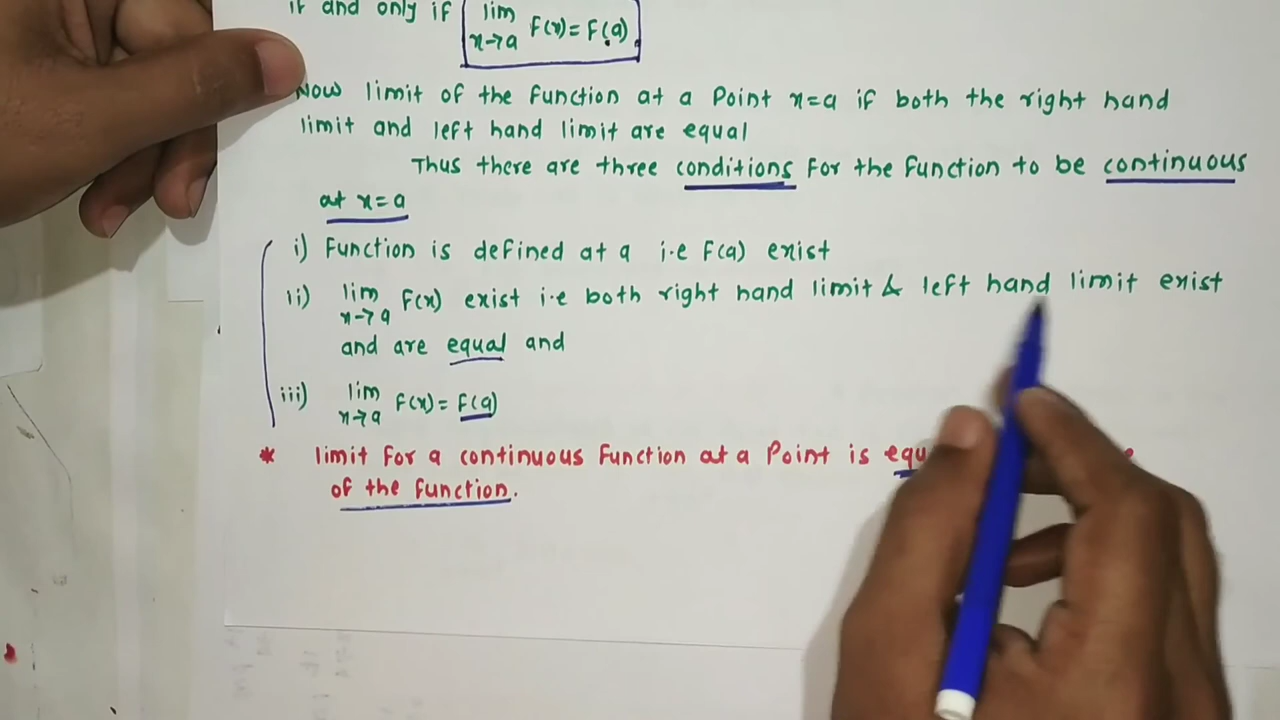 if and only if lim x→a F(x) = F(a)
Now limit of the function at a Point x=a if both the right hand
limit and left hand limit are equal
Thus there are three conditions for the function to be continuous
at x=a
i) Function is defined at a i.e F(a) exist
ii) lim x→a F(x) exist i.e both right hand limit & left hand limit exist
and are equal and
iii) lim x→a F(x) = F(a)
* limit for a continuous function at a Point is
of the function.